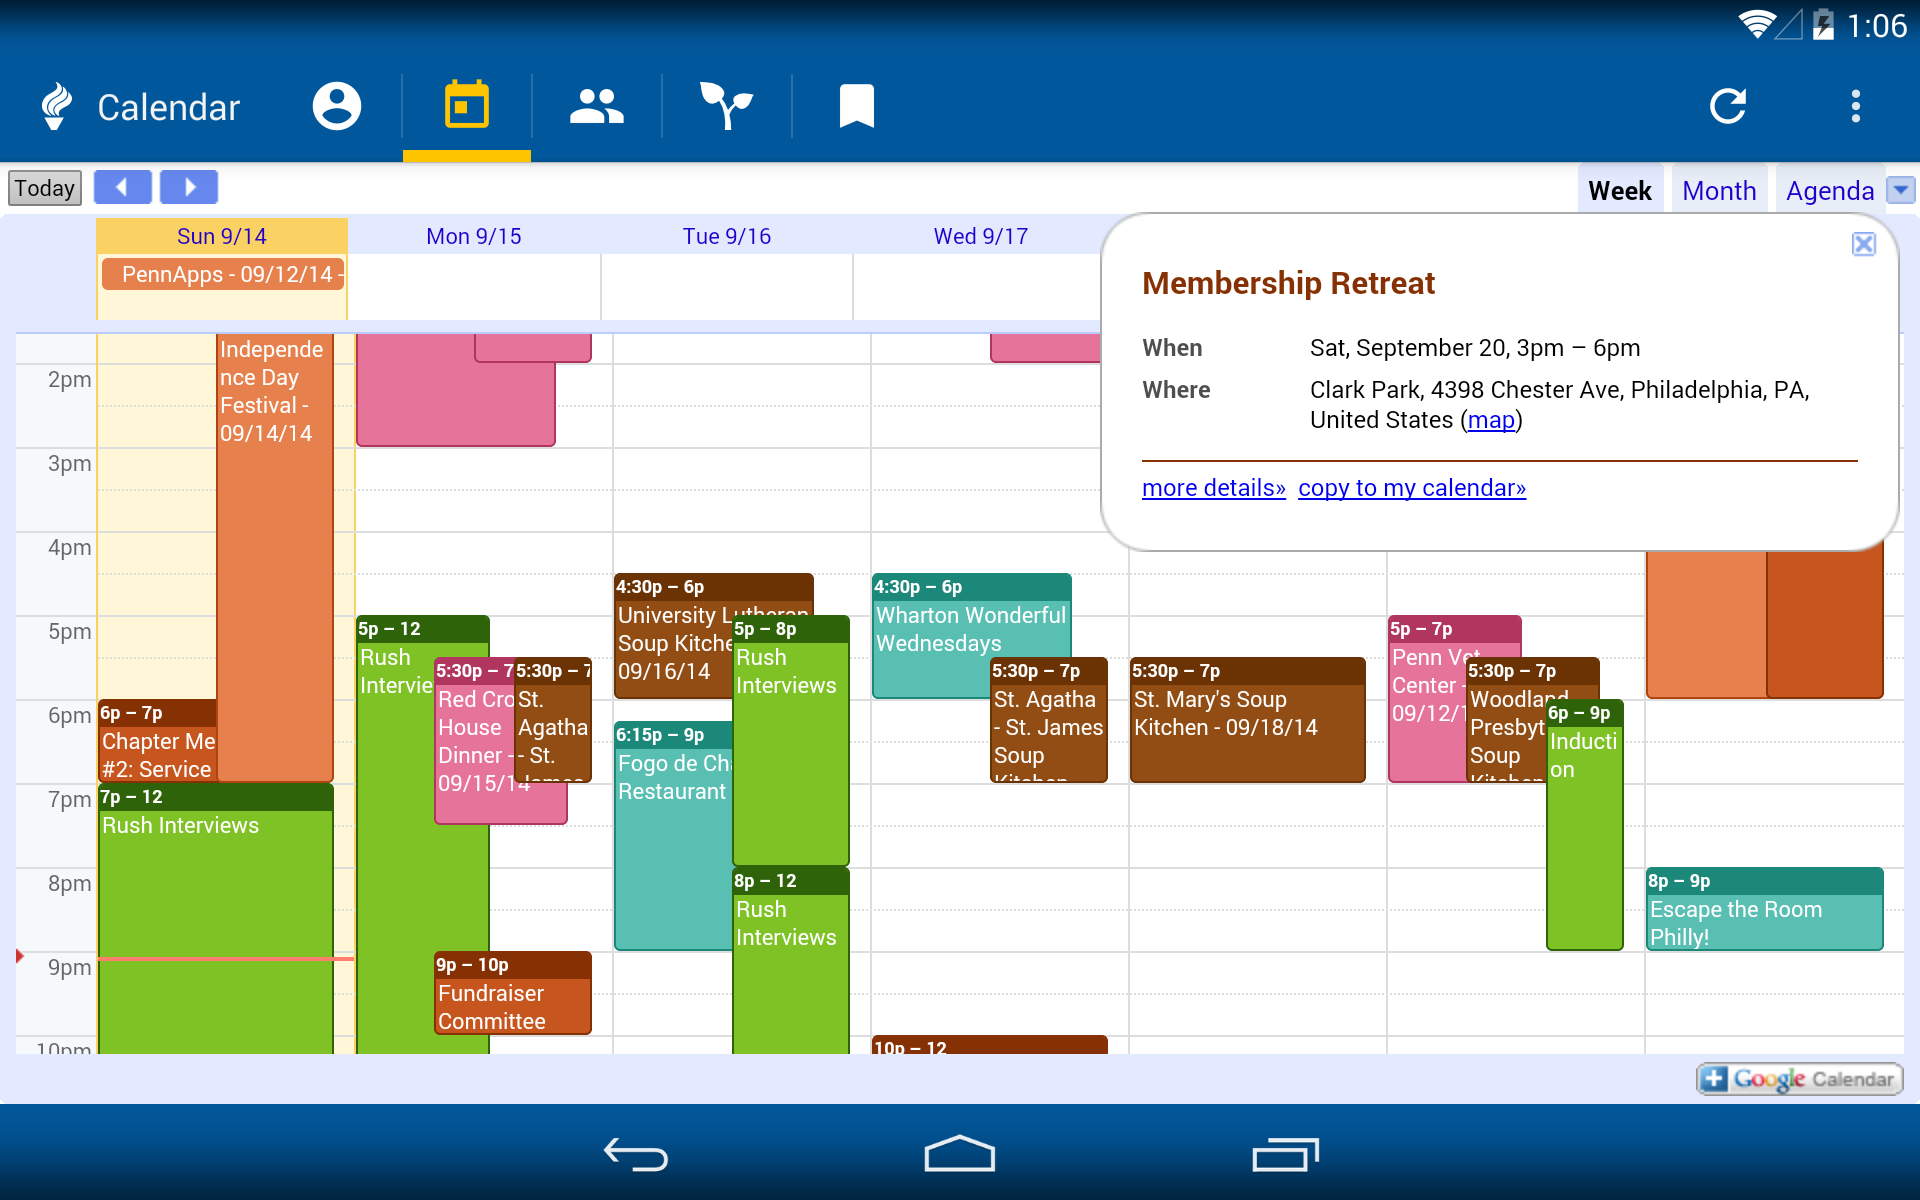 1:06
Calendar
Today
Week Month Agenda
Sun 9/14 Mon 9/15 Tue 9/16 Wed 9/17
PennApps - 09/12/14 -
Membership Retreat
When Sat, September 20, 3pm – 6pm
Where Clark Park, 4398 Chester Ave, Philadelphia, PA,
United States (map)
more details» copy to my calendar»
2pm
3pm
4pm
5pm
6pm
7pm
8pm
9pm
10pm
Independe
nce Day
Festival -
09/14/14
6p – 7p
Chapter Me
#2: Service
7p – 12
Rush Interviews
5p – 12
Rush
Intervie
5:30p – 7
Red Cro
House
Dinner -
09/15/14
5:30p – 7
St.
Agatha
- St.
James
9p – 10p
Fundraiser
Committee
4:30p – 6p
University Lutheran
Soup Kitche
09/16/14
5p – 8p
Rush
Interviews
6:15p – 9p
Fogo de Cha
Restaurant
8p – 12
Rush
Interviews
4:30p – 6p
Wharton Wonderful
Wednesdays
5:30p – 7p
St. Agatha
- St. James
Soup
Kitchen
10p – 12
5:30p – 7p
St. Mary's Soup
Kitchen - 09/18/14
5p – 7p
Penn Vet
Center -
09/12/1
5:30p – 7p
Woodland
Presbyt
Soup
Kitchen
6p – 9p
Inducti
on
8p – 9p
Escape the Room
Philly!
Google Calendar